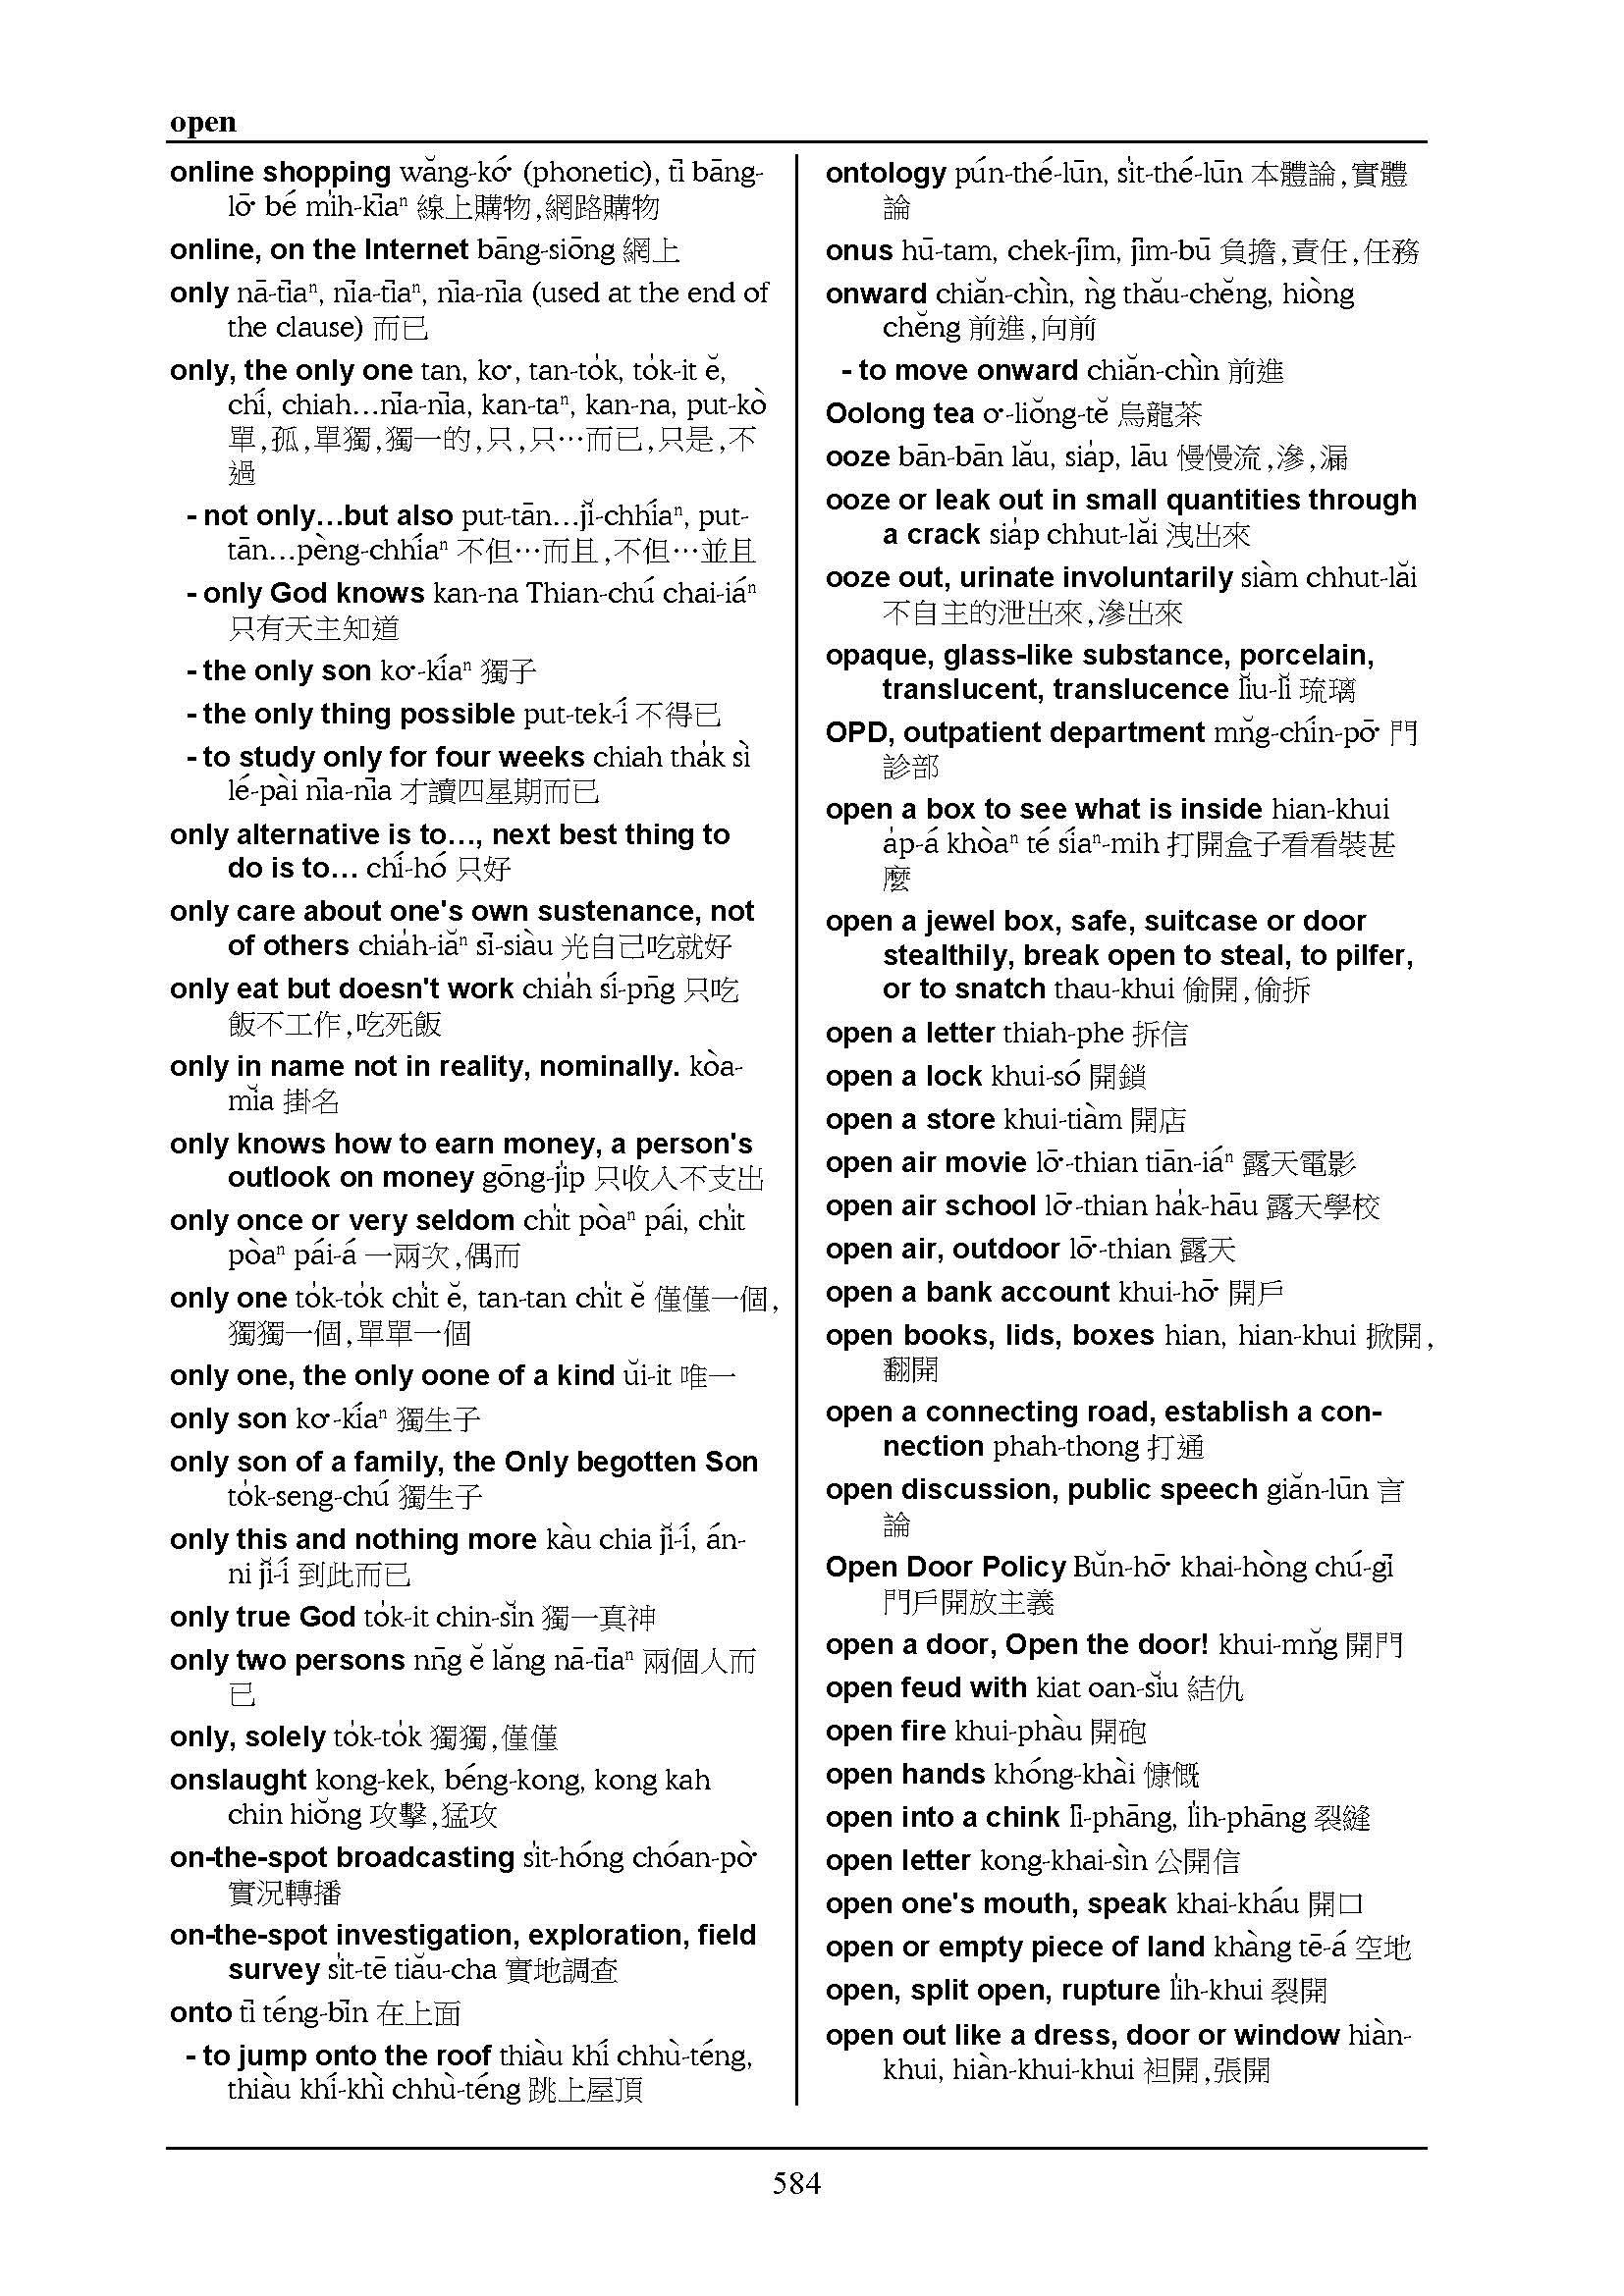 open
online shopping wăng-kó͘ (phonetic), tī bāng-
lō͘ bé mi̍h-kīaⁿ 線上購物,網路購物
online, on the Internet bāng-siōng 網上
only nā-tīaⁿ, nīa-tīaⁿ, nīa-nīa (used at the end of
the clause) 而已
only, the only one tan, ko͘, tan-to̍k, to̍k-it ĕ,
chí, chiah…nīa-nīa, kan-taⁿ, kan-na, put-kò
單,孤,單獨,獨一的,只,只…而已,只是,不
過
- not only…but also put-tān…jĭ-chhíaⁿ, put-
tān…pèng-chhíaⁿ 不但…而且,不但…並且
- only God knows kan-na Thian-chú chai-iáⁿ
只有天主知道
- the only son ko͘-kíaⁿ 獨子
- the only thing possible put-tek-í 不得已
- to study only for four weeks chiah tha̍k sì
lé-pài nīa-nīa 才讀四星期而已
only alternative is to…, next best thing to
do is to… chí-hó 只好
only care about one's own sustenance, not
of others chia̍h-iăⁿ sī-siàu 光自己吃就好
only eat but doesn't work chia̍h sí-pn̄g 只吃
飯不工作,吃死飯
only in name not in reality, nominally. kòa-
mĭa 掛名
only knows how to earn money, a person's
outlook on money gōng-ji̍p 只收入不支出
only once or very seldom chi̍t pòaⁿ pái, chi̍t
pòaⁿ pái-á 一兩次,偶而
only one to̍k-to̍k chi̍t ĕ, tan-tan chi̍t ĕ 僅僅一個,
獨獨一個,單單一個
only one, the only oone of a kind ŭi-it 唯一
only son ko͘-kíaⁿ 獨生子
only son of a family, the Only begotten Son
to̍k-seng-chú 獨生子
only this and nothing more kàu chia jĭ-í, án-
ni jĭ-í 到此而已
only true God to̍k-it chin-sĭn 獨一真神
only two persons nn̄g ĕ lăng nā-tīaⁿ 兩個人而
已
only, solely to̍k-to̍k 獨獨,僅僅
onslaught kong-kek, béng-kong, kong kah
chin hiŏng 攻擊,猛攻
on-the-spot broadcasting si̍t-hóng chóan-pò͘
實況轉播
on-the-spot investigation, exploration, field
survey si̍t-tē tiău-cha 實地調查
onto tī téng-bīn 在上面
- to jump onto the roof thiàu khí chhù-téng,
thiàu khí-khì chhù-téng 跳上屋頂
ontology pún-thé-lūn, si̍t-thé-lūn 本體論,實體
論
onus hū-tam, chek-jīm, jīm-bū 負擔,責任,任務
onward chiăn-chìn, ǹg thău-chĕng, hiòng
chĕng 前進,向前
- to move onward chiăn-chìn 前進
Oolong tea o͘-liŏng-tĕ 烏龍茶
ooze bān-bān lău, sia̍p, lāu 慢慢流,滲,漏
ooze or leak out in small quantities through
a crack sia̍p chhut-lăi 洩出來
ooze out, urinate involuntarily siàm chhut-lăi
不自主的泄出來,滲出來
opaque, glass-like substance, porcelain,
translucent, translucence lĭu-lĭ 琉璃
OPD, outpatient department mn̆g-chín-pō͘ 門
診部
open a box to see what is inside hian-khui
a̍p-á khòaⁿ té síaⁿ-mih 打開盒子看看裝甚
麼
open a jewel box, safe, suitcase or door
stealthily, break open to steal, to pilfer,
or to snatch thau-khui 偷開,偷拆
open a letter thiah-phe 拆信
open a lock khui-só 開鎖
open a store khui-tiàm 開店
open air movie lō͘-thian tiān-iáⁿ 露天電影
open air school lō͘-thian ha̍k-hāu 露天學校
open air, outdoor lō͘-thian 露天
open a bank account khui-hō͘ 開戶
open books, lids, boxes hian, hian-khui 掀開,
翻開
open a connecting road, establish a con-
nection phah-thong 打通
open discussion, public speech giăn-lūn 言
論
Open Door Policy Bŭn-hō͘ khai-hòng chú-gī
門戶開放主義
open a door, Open the door! khui-mn̆g 開門
open feud with kiat oan-sĭu 結仇
open fire khui-phàu 開砲
open hands khóng-khài 慷慨
open into a chink lī-phāng, li̍h-phāng 裂縫
open letter kong-khai-sìn 公開信
open one's mouth, speak khai-kháu 開口
open or empty piece of land khàng tē-á 空地
open, split open, rupture li̍h-khui 裂開
open out like a dress, door or window hiàn-
khui, hiàn-khui-khui 袒開,張開
584